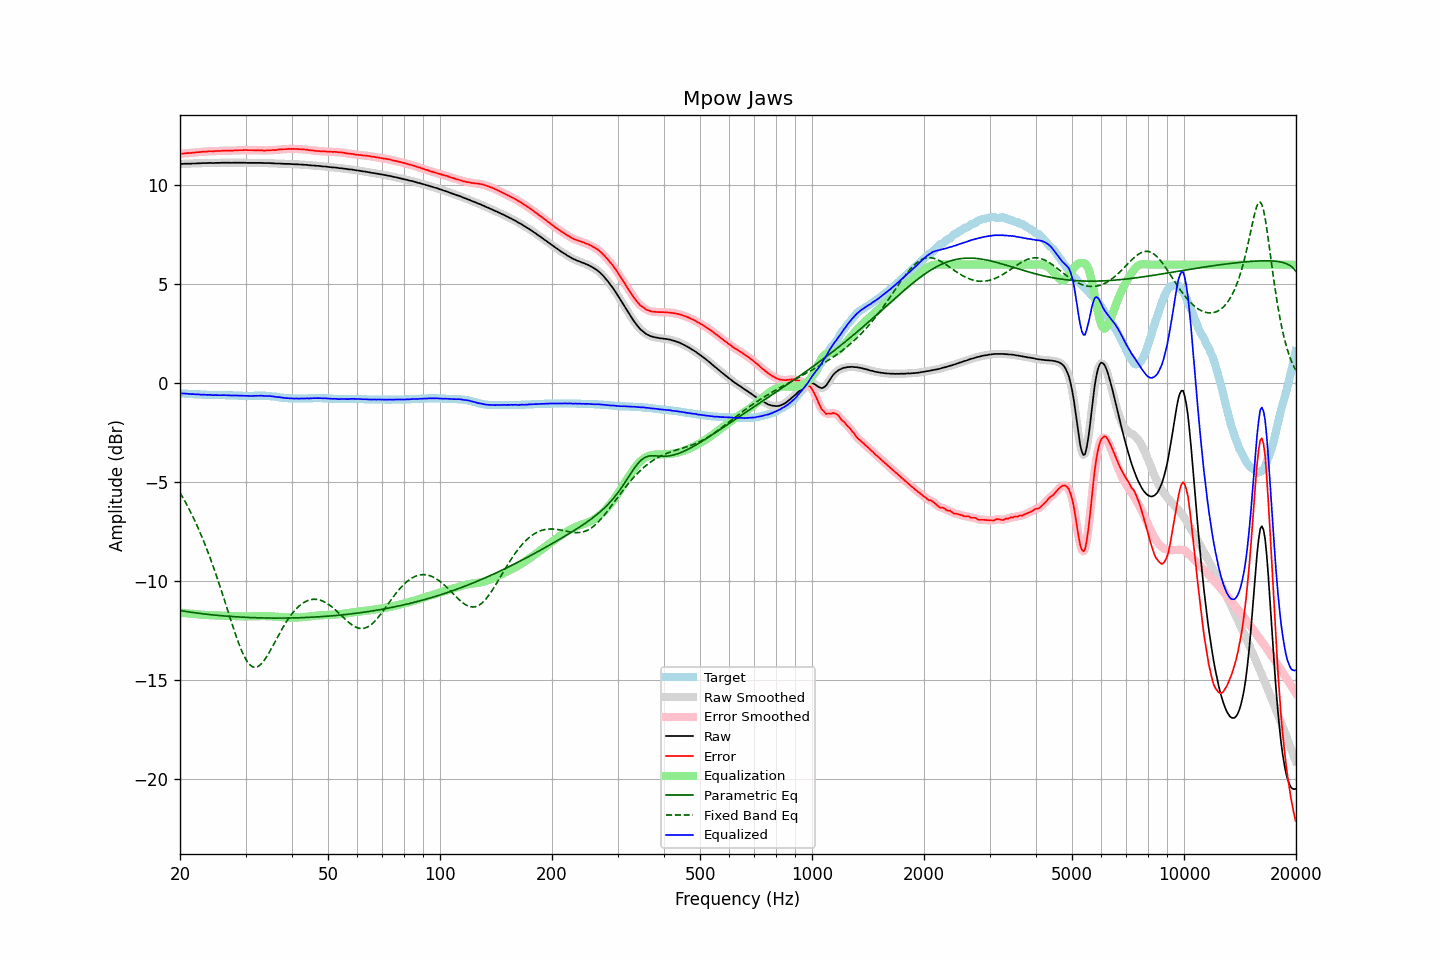 Mpow Jaws
Amplitude (dBr)
10
5
0
−5
−10
−15
−20
Target
Raw Smoothed
Error Smoothed
Raw
Error
Equalization
Parametric Eq
Fixed Band Eq
Equalized
20 50 100 200 500 1000 2000 5000 10000 20000
Frequency (Hz)